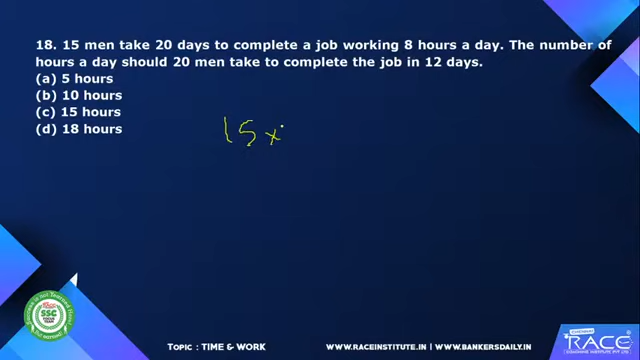 18. 15 men take 20 days to complete a job working 8 hours a day. The number of
hours a day should 20 men take to complete the job in 12 days.
(a) 5 hours
(b) 10 hours
(c) 15 hours
(d) 18 hours
15 x
SSC
TOPIC : TIME & WORK
WWW.RACEINSTITUTE.IN | WWW.BANKERSDAILY.IN
CHENNAI
RACE